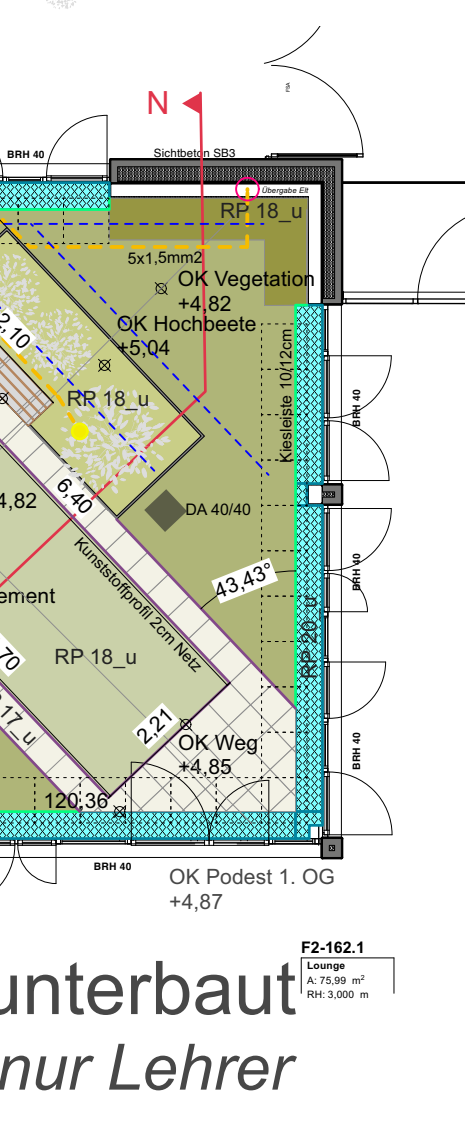 N
FSA
Sichtbeton SB3
BRH 40
Übergabe Elt
RP 18_u
5x1,5mm2
OK Vegetation
+4,82
OK Hochbeete
+5,04
2,10
Kiesleiste 10/12cm
RP 18_u
BRH 40
6,40
4,82
DA 40/40
Kunststoffprofil 2cm Netz
43,43°
BRH 40
ement
RP 20_u
RP 18_u
70
17_u
2,21
OK Weg
+4,85
BRH 40
120,36
BRH 40
OK Podest 1. OG
+4,87
F2-162.1
Lounge
A: 75,99 m²
RH: 3,000 m
unterbaut
nur Lehrer